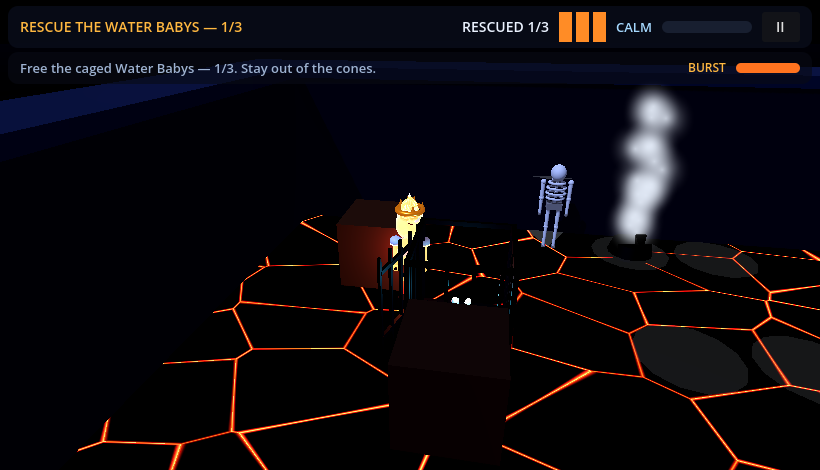 RESCUE THE WATER BABYS — 1/3
RESCUED 1/3
CALM
Free the caged Water Babys — 1/3. Stay out of the cones.
BURST